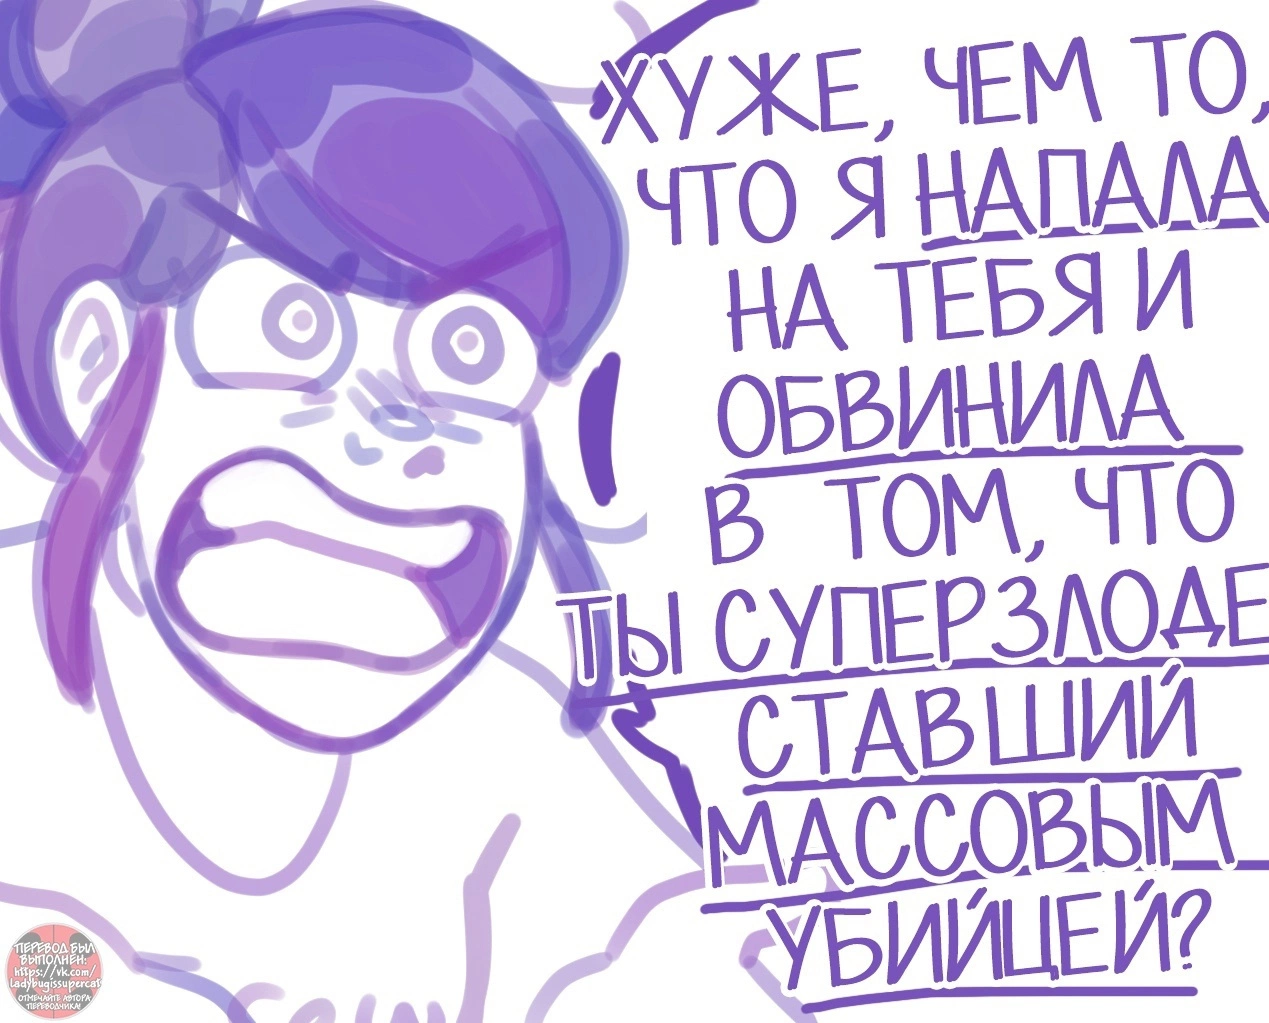 ХУЖЕ, ЧЕМ ТО,
ЧТО Я НАПАЛА
НА ТЕБЯ И
ОБВИНИЛА
В ТОМ, ЧТО
ТЫ СУПЕРЗЛОДЕ
СТАВШИЙ
МАССОВЫМ
УБИЙЦЕЙ?
ПЕРЕВОД БЫЛ
ВЫПОЛНЕН:
https://vk.com/
ladybugissupercat
ОТМЕЧАЙТЕ АВТОРА
ПЕРЕВОДЧИКА!